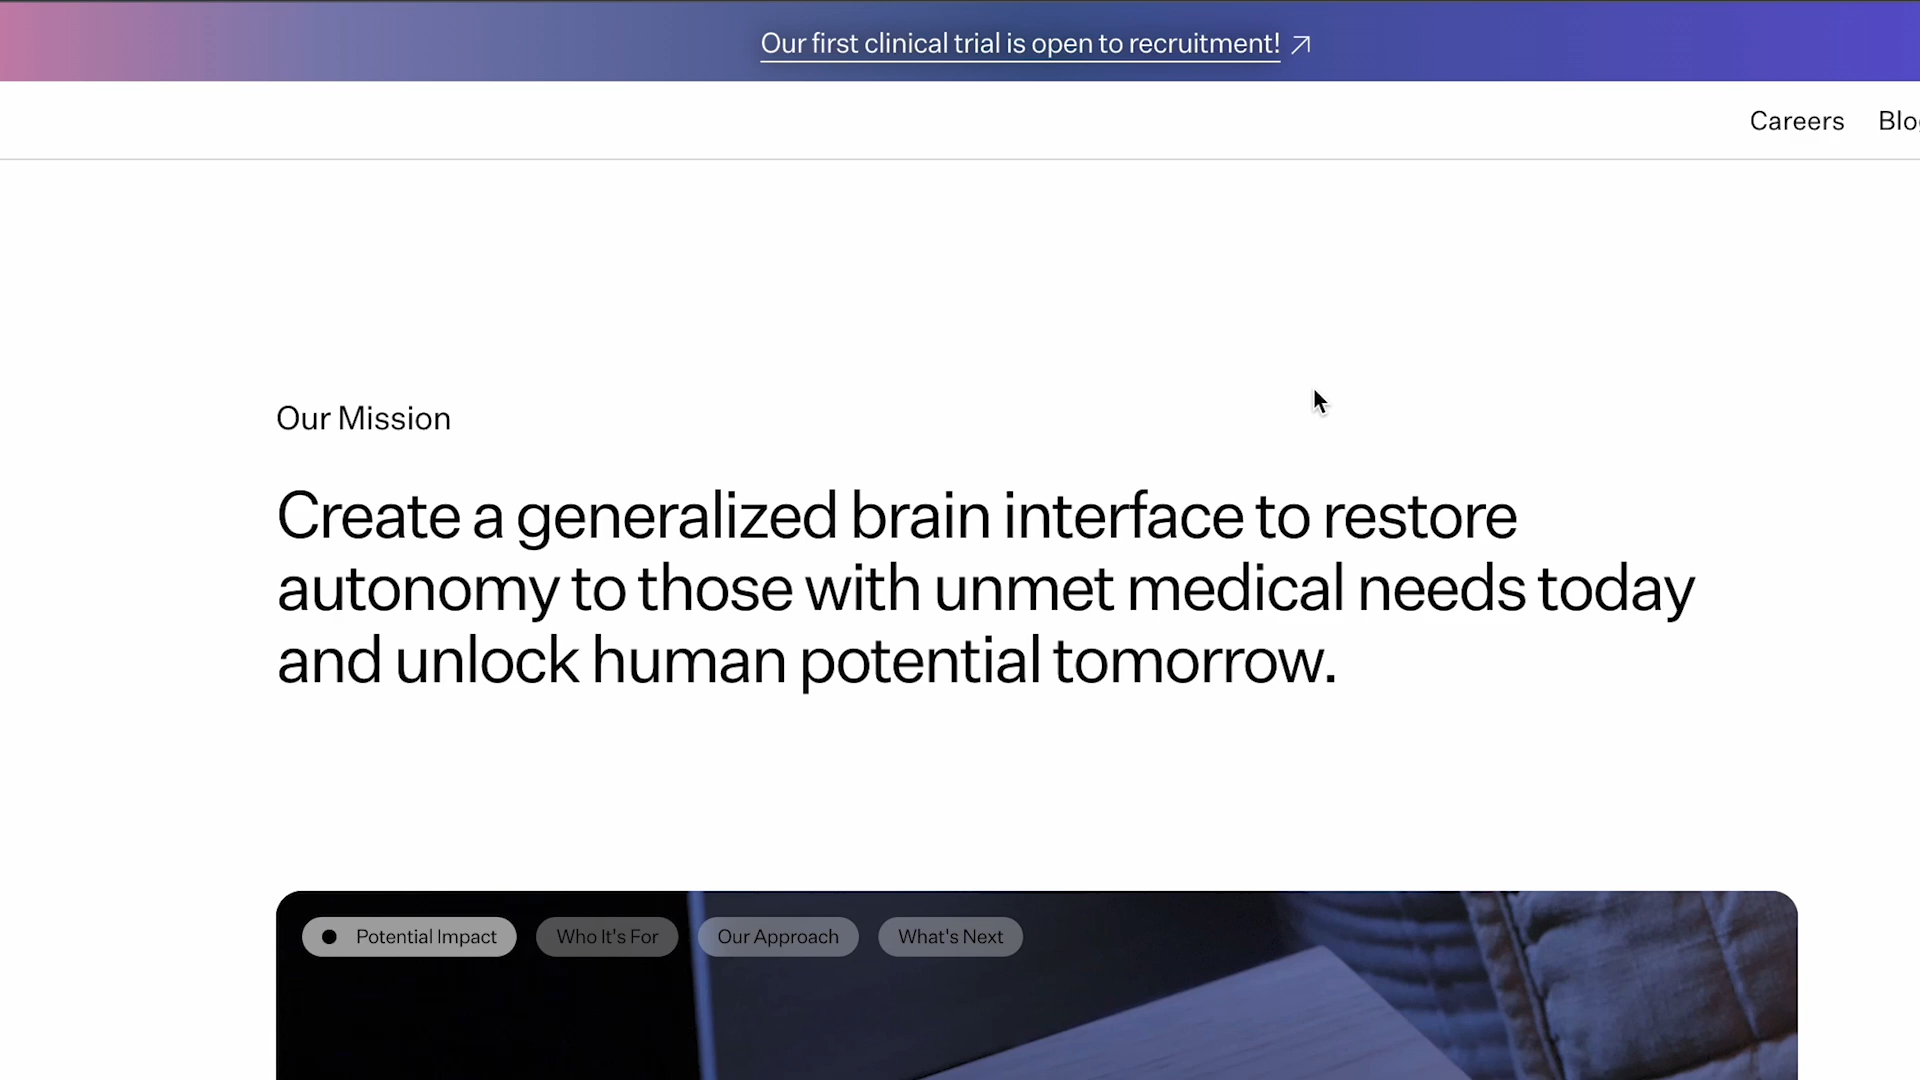 Our first clinical trial is open to recruitment!
Careers
Our Mission
Create a generalized brain interface to restore
autonomy to those with unmet medical needs today
and unlock human potential tomorrow.
Potential Impact Who It's For Our Approach What's Next